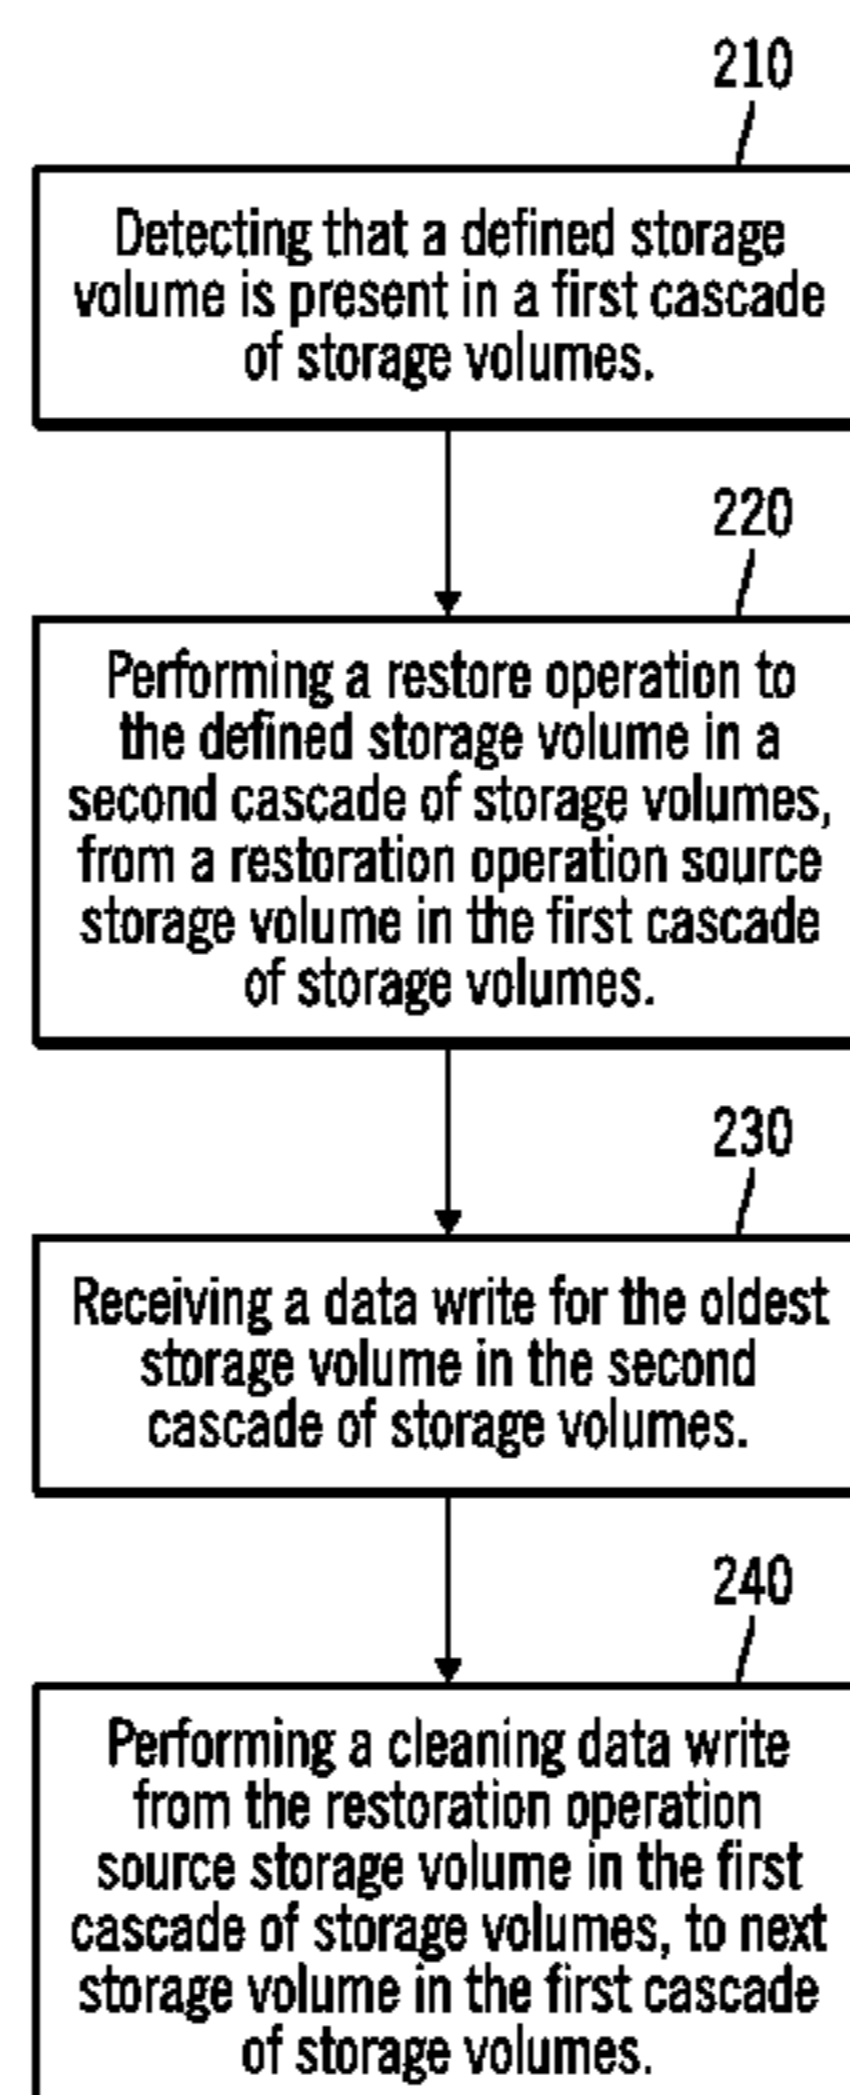 210
Detecting that a defined storage
volume is present in a first cascade
of storage volumes.
220
Performing a restore operation to
the defined storage volume in a
second cascade of storage volumes,
from a restoration operation source
storage volume in the first cascade
of storage volumes.
230
Receiving a data write for the oldest
storage volume in the second
cascade of storage volumes.
240
Performing a cleaning data write
from the restoration operation
source storage volume in the first
cascade of storage volumes, to next
storage volume in the first cascade
of storage volumes.